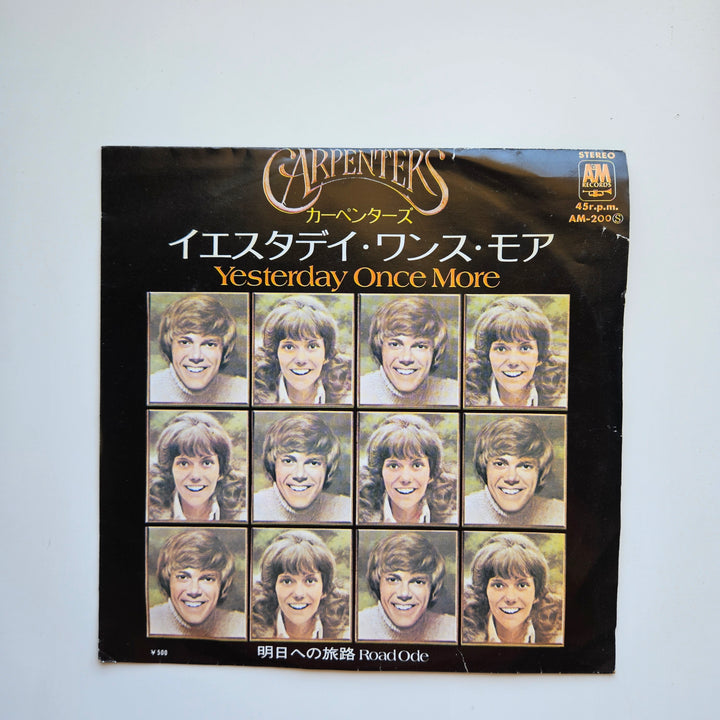 CARPENTERS
カーペンターズ
イエスタデイ・ワンス・モア
Yesterday Once More
STEREO
A&M
RECORDS
45r.p.m.
AM-200Ⓢ
¥500
明日への旅路 Road Ode